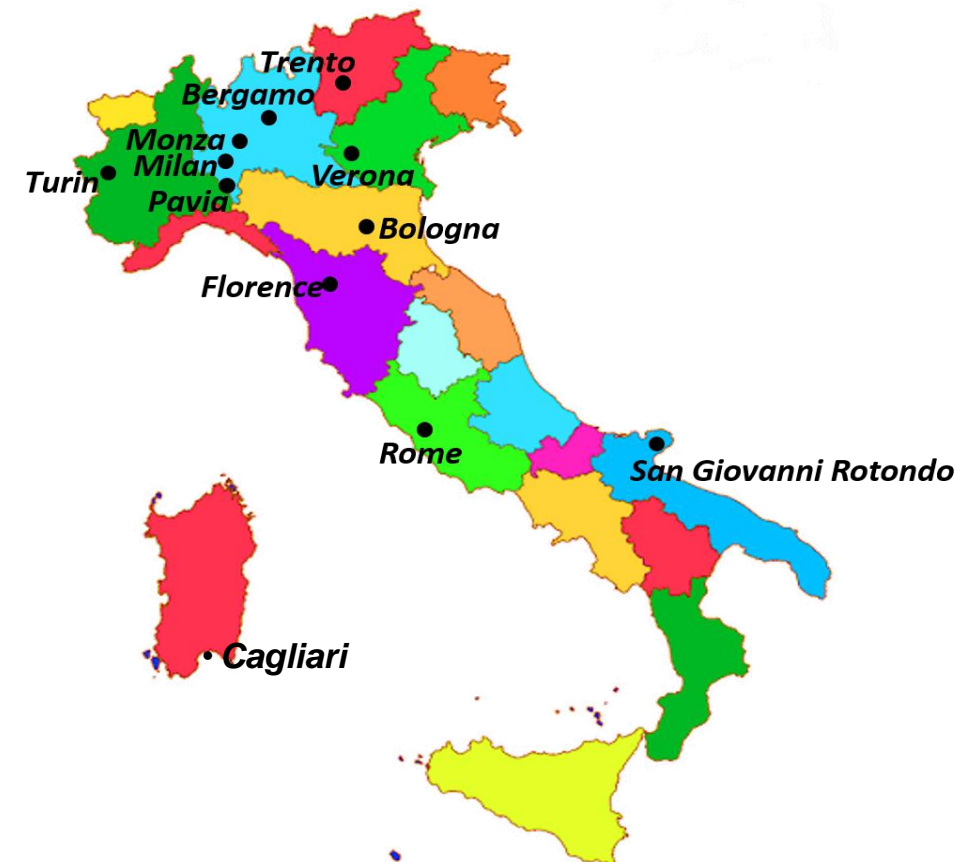 Trento
Bergamo
Monza
Milan
Turin
Verona
Pavia
Bologna
Florence
Rome
San Giovanni Rotondo
Cagliari